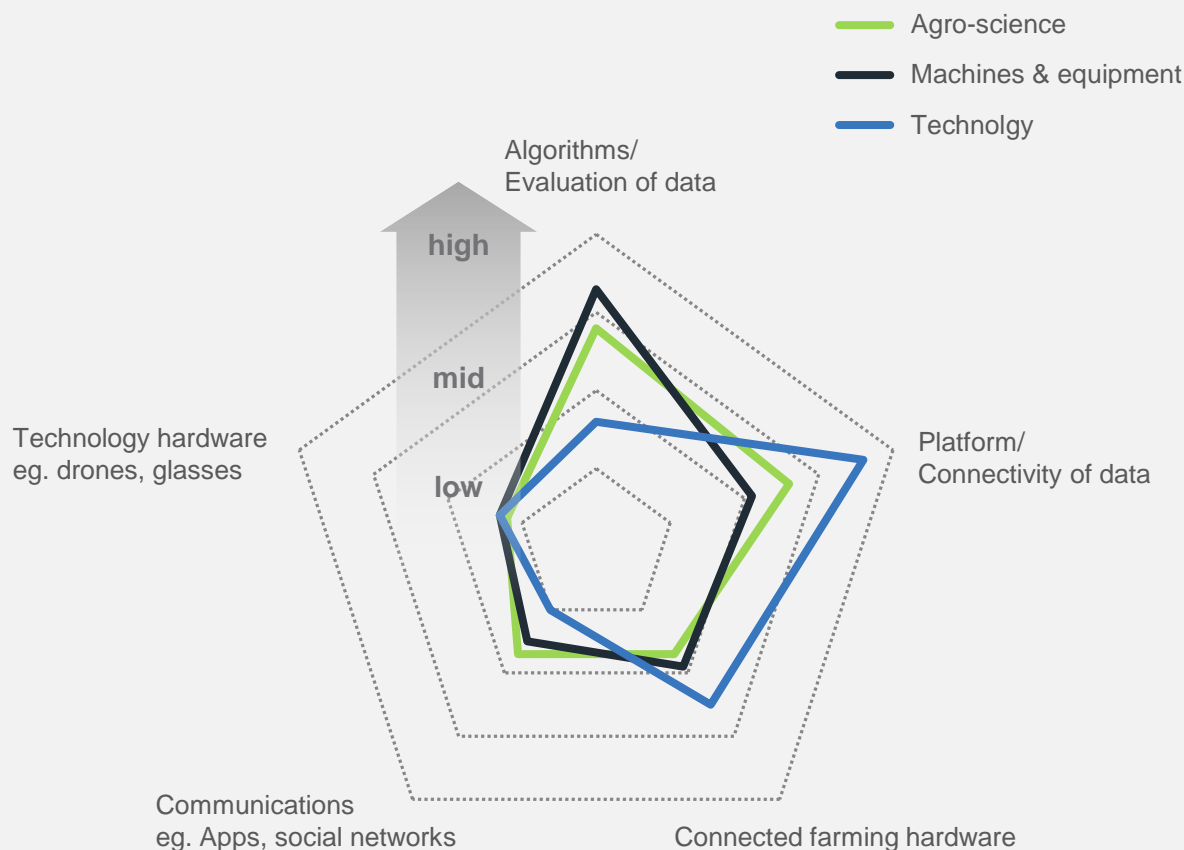 Agro-science
Machines & equipment
Technolgy
Algorithms/
Evaluation of data
high
mid
low
Technology hardware
eg. drones, glasses
Platform/
Connectivity of data
Communications
eg. Apps, social networks
Connected farming hardware